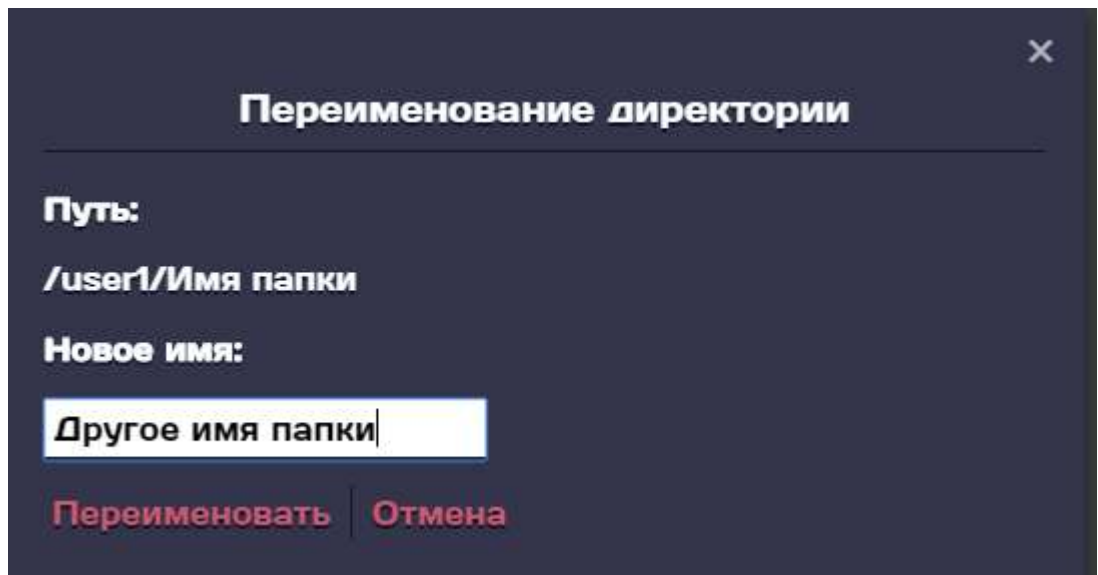 Переименование директории
Путь:
/user1/Имя папки
Новое имя:
Другое имя папки
Переименовать Отмена